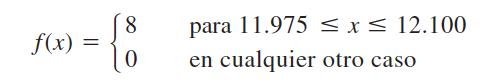 f(x) = { 8 para 11.975 ≤ x ≤ 12.100
0 en cualquier otro caso